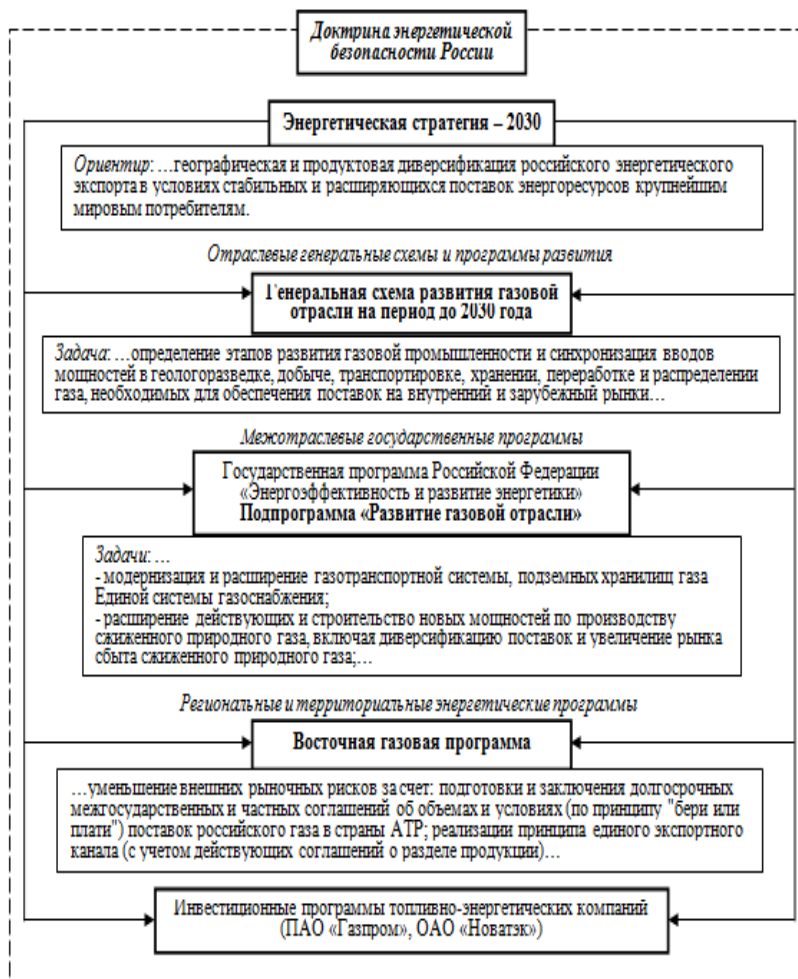 Доктрина энергетической
безопасности России
Энергетическая стратегия – 2030
Ориентир: …географическая и продуктовая диверсификация российского энергетического
экспорта в условиях стабильных и расширяющихся поставок энергоресурсов крупнейшим
мировым потребителям.
Отраслевые генеральные схемы и программы развития
Генеральная схема развития газовой
отрасли на период до 2030 года
Задача: …определение этапов развития газовой промышленности и синхронизация вводов
мощностей в геологоразведке, добыче, транспортировке, хранении, переработке и распределении
газа, необходимых для обеспечения поставок на внутренний и зарубежный рынки…
Межотраслевые государственные программы
Государственная программа Российской Федерации
«Энергоэффективность и развитие энергетики»
Подпрограмма «Развитие газовой отрасли»
Задачи: …
- модернизация и расширение газотранспортной системы, подземных хранилищ газа
Единой системы газоснабжения;
- расширение действующих и строительство новых мощностей по производству
сжиженного природного газа, включая диверсификацию поставок и увеличение рынка
сбыта сжиженного природного газа;…
Региональные и территориальные энергетические программы
Восточная газовая программа
…уменьшение внешних рыночных рисков за счет: подготовки и заключения долгосрочных
межгосударственных и частных соглашений об объемах и условиях (по принципу "бери или
плати") поставок российского газа в страны АТР; реализации принципа единого экспортного
канала (с учетом действующих соглашений о разделе продукции)…
Инвестиционные программы топливно-энергетических компаний
(ПАО «Газпром», ОАО «Новатэк»)